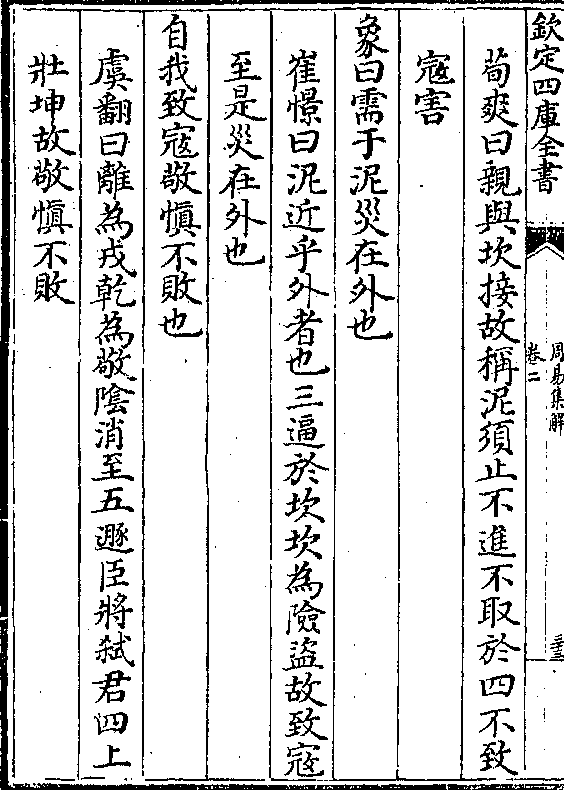 欽定四庫全書
周易集解
卷二
荀爽曰親與坎接故稱泥須止不進不取於四不致
寇害
象曰需于泥災在外也
崔憬曰泥近乎外者也三逼於坎坎為險盜故致寇
至是災在外也
自我致寇敬慎不敗也
虞翻曰離為戎乾為敬陰消至五遯臣將弑君四上
壯坤故敬慎不敗